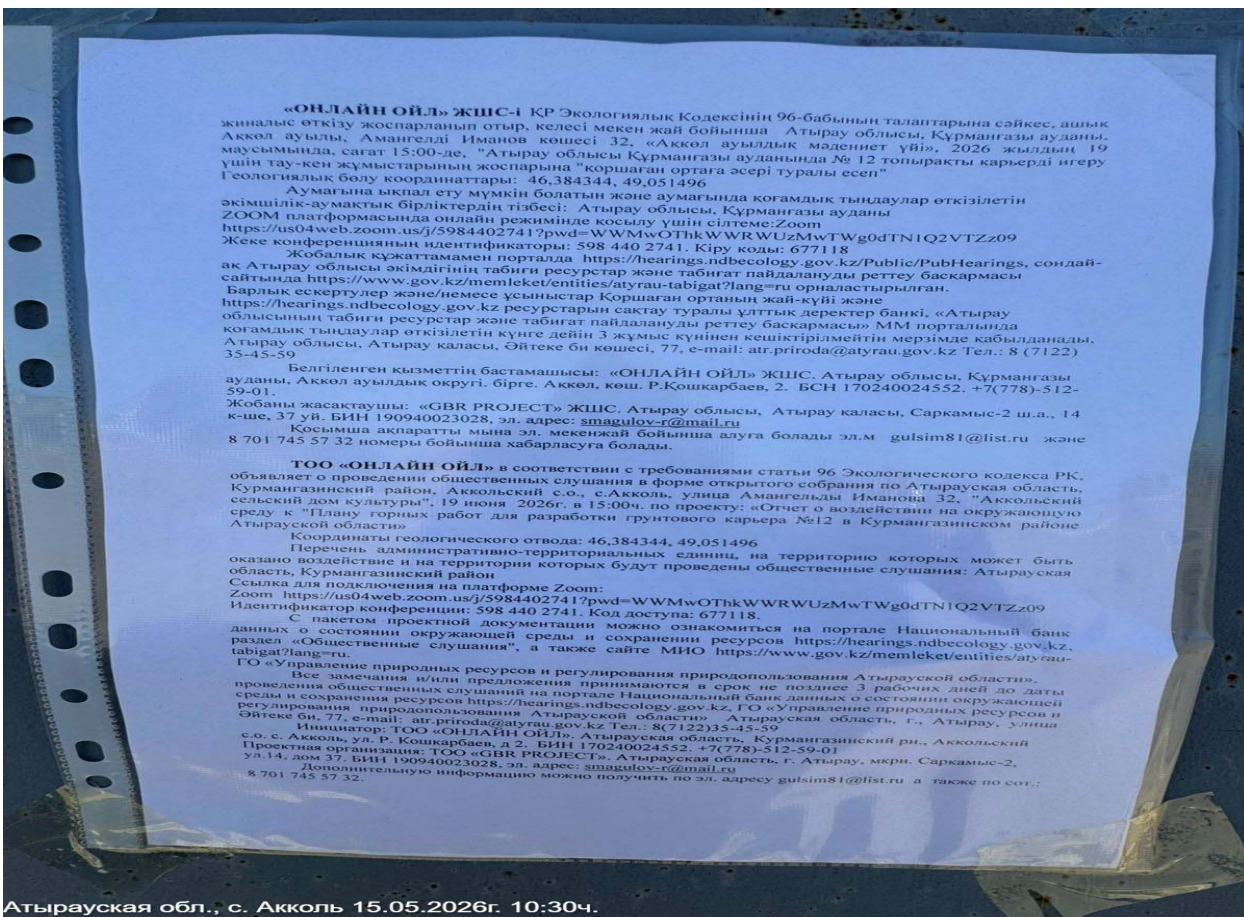 «ОНЛАЙН ОЙЛ» ЖШС-і ҚР Экологиялық Кодексінің 96-бабының талаптарына сәйкес, ашық
жиналыс өткізу жоспарланып отыр, келесі мекен жай бойынша Атырау облысы, Құрманғазы ауданы,
Аққөл ауылы, Амангелді Иманов көшесі 32, «Аккөл ауылдық мәдениет үйі», 2026 жылдың 19
маусымында, сағат 15:00-де, "Атырау облысы Құрманғазы ауданында № 12 топырақты карьерді игеру
үшін тау-кен жұмыстарының жоспарына "қоршаған ортаға әсері туралы есеп"
Геологиялық бөлу координаттары: 46,384344, 49,051496
Аумағына ықпал ету мүмкін болатын және аумағында қоғамдық тыңдаулар өткізілетін
әкімшілік-аумақтық бірліктердің тізбесі: Атырау облысы, Құрманғазы ауданы
ZOOM платформасында онлайн режимінде қосылу үшін сілтеме:Zoom
https://us04web.zoom.us/j/5984402741?pwd=WWMwOThkWWRWUzMwTWg0dTN1Q2VTZz09
Жеке конференцияның идентификаторы: 598 440 2741. Кіру коды: 677118
Жобалық құжаттамамен порталда https://hearings.ndbecology.gov.kz/Public/PubHearings, сондай-
ақ Атырау облысы әкімдігінің табиғи ресурстар және табиғат пайдалануды реттеу басқармасы
сайтында https://www.gov.kz/memleket/entities/atyrau-tabigat?lang=ru орналастырылған.
Барлық ескертулер және/немесе ұсыныстар Қоршаған ортаның жай-күйі және
https://hearings.ndbecology.gov.kz ресурстарын сақтау туралы ұлттық деректер банкі, «Атырау
облысының табиғи ресурстар және табиғат пайдалануды реттеу баскармасы» ММ порталында
қоғамдық тыңдаулар өткізілетін күнге дейін 3 жұмыс күнінен кешіктірілмейтін мерзімде қабылданады,
Атырау облысы, Атырау қаласы, Әйтеке би көшесі, 77, e-mail: atr.priroda@atyrau.gov.kz Тел.: 8 (7122)
35-45-59
Белгіленген қызметтің бастамашысы: «ОНЛАЙН ОЙЛ» ЖШС. Атырау облысы, Құрманғазы
ауданы, Аққөл ауылдық округі. бірге. Аккөл, көш. Р.Қошқарбаев, 2. БСН 170240024552. +7(778)-512-
59-01.
Жобаны жасақтаушы: «GBR PROJECT» ЖШС. Атырау облысы, Атырау қаласы, Саркамыс-2 ш.а., 14
к-ше, 37 уй. БИН 190940023028, эл. адрес: smagulov-r@mail.ru
Қосымша ақпаратты мына эл. мекенжай бойынша алуға болады эл.м gulsim81@list.ru және
8 701 745 57 32 номеры бойынша хабарласуға болады.
ТОО «ОНЛАЙН ОЙЛ» в соответствии с требованиями статьи 96 Экологического кодекса РК,
объявляет о проведении общественных слушания в форме открытого собрания по Атырауская область,
Курмангазинский район, Аккольский с.о., с.Акколь, улица Амангельды Иманова 32, "Аккольский
сельский дом культуры", 19 июня 2026г. в 15:00ч. по проекту: «Отчет о воздействии на окружающую
среду к "Плану горных работ для разработки грунтового карьера №12 в Курмангазинском районе
Атырауской области»
Координаты геологического отвода: 46,384344, 49,051496
Перечень административно-территориальных единиц, на территорию которых может быть
оказано воздействие и на территории которых будут проведены общественные слушания: Атырауская
область, Курмангазинский район
Ссылка для подключения на платформе Zoom:
Zoom https://us04web.zoom.us/j/5984402741?pwd=WWMwOThkWWRWUzMwTWg0dTN1Q2VTZz09
Идентификатор конференции: 598 440 2741. Код доступа: 677118.
С пакетом проектной документации можно ознакомиться на портале Национальный банк
данных о состоянии окружающей среды и сохранении ресурсов https://hearings.ndbecology.gov.kz,
раздел «Общественные слушания", а также сайте МИО https://www.gov.kz/memleket/entities/atyrau-
tabigat?lang=ru.
ГО «Управление природных ресурсов и регулирования природопользования Атырауской области».
Все замечания и/или предложения принимаются в срок не позднее 3 рабочих дней до даты
проведения общественных слушаний на портале Национальный банк данных о состоянии окружающей
среды и сохранения ресурсов https://hearings.ndbecology.gov.kz, ГО «Управление природных ресурсов и
регулирования природопользования Атырауской области» Атырауская область, г., Атырау, улица
Әйтеке би, 77, e-mail: atr.priroda@atyrau.gov.kz Тел.: 8(7122)35-45-59
Инициатор: ТОО «ОНЛАЙН ОЙЛ». Атырауская область, Курмангазинский рн., Аккольский
с.о. с. Акколь, ул. Р. Кошкарбаев, д 2. БИН 170240024552. +7(778)-512-59-01
Проектная организация: ТОО «GBR PROJECT». Атырауская область, г. Атырау, мкрн. Саркамыс-2,
ул.14, дом 37. БИН 190940023028, эл. адрес: smagulov-r@mail.ru
Дополнительную информацию можно получить по эл. адресу gulsim81@list.ru а также по сот.:
8 701 745 57 32.
Атырауская обл., с. Акколь 15.05.2026г. 10:30ч.